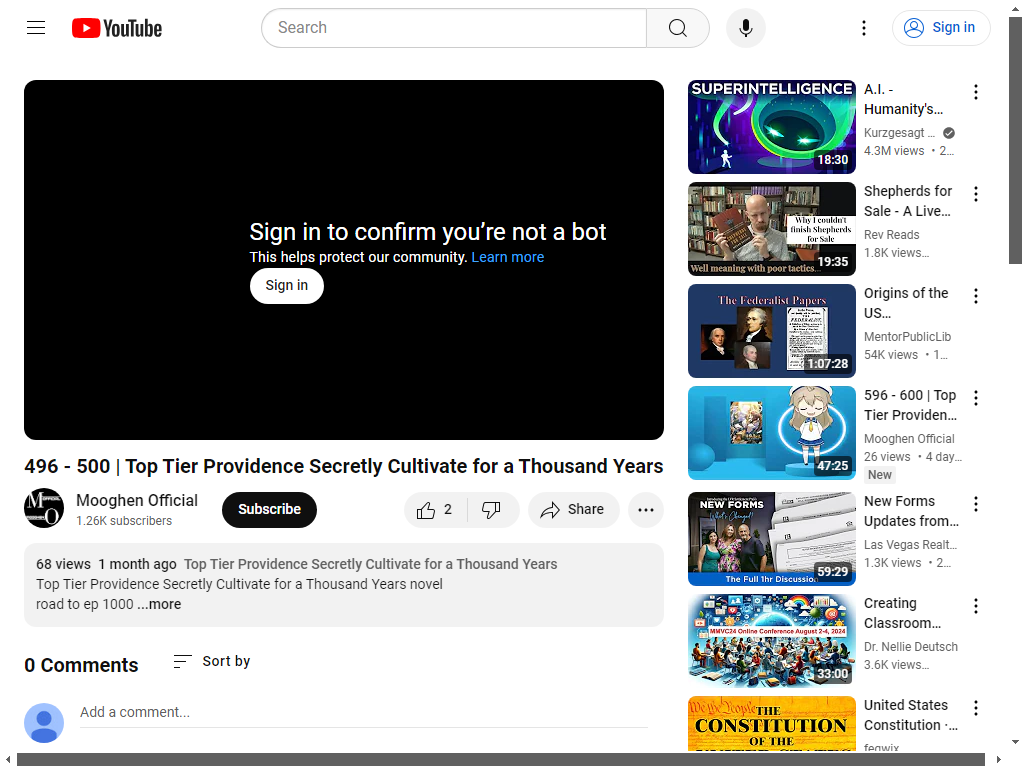 YouTube
Search
Sign in
Sign in to confirm you're not a bot
This helps protect our community. Learn more
Sign in
496 - 500 | Top Tier Providence Secretly Cultivate for a Thousand Years
Mooghen Official
1.26K subscribers
Subscribe
2
Share
68 views 1 month ago Top Tier Providence Secretly Cultivate for a Thousand Years
Top Tier Providence Secretly Cultivate for a Thousand Years novel
road to ep 1000 ...more
0 Comments
Sort by
Add a comment...
SUPERINTELLIGENCE
18:30
A.I. -
Humanity's...
Kurzgesagt ...
4.3M views • 2...
Why I couldn't
finish Shepherds
for Sale
19:35
Well meaning with poor tactics...
Shepherds for
Sale - A Live...
Rev Reads
1.8K views...
The Federalist Papers
1:07:28
Origins of the
US...
MentorPublicLib
54K views • 1...
47:25
596 - 600 | Top
Tier Providen...
Mooghen Official
26 views • 4 day...
New
NEW FORMS
What's Changed!
59:29
The Full 1hr Discussion
New Forms
Updates from...
Las Vegas Realt...
1.3K views • 2...
MMVC24 Online Conference August 2-4, 2024
33:00
Creating
Classroom...
Dr. Nellie Deutsch
3.6K views...
We the People THE
CONSTITUTION
OF THE
United States
Constitution ·...
feqwix